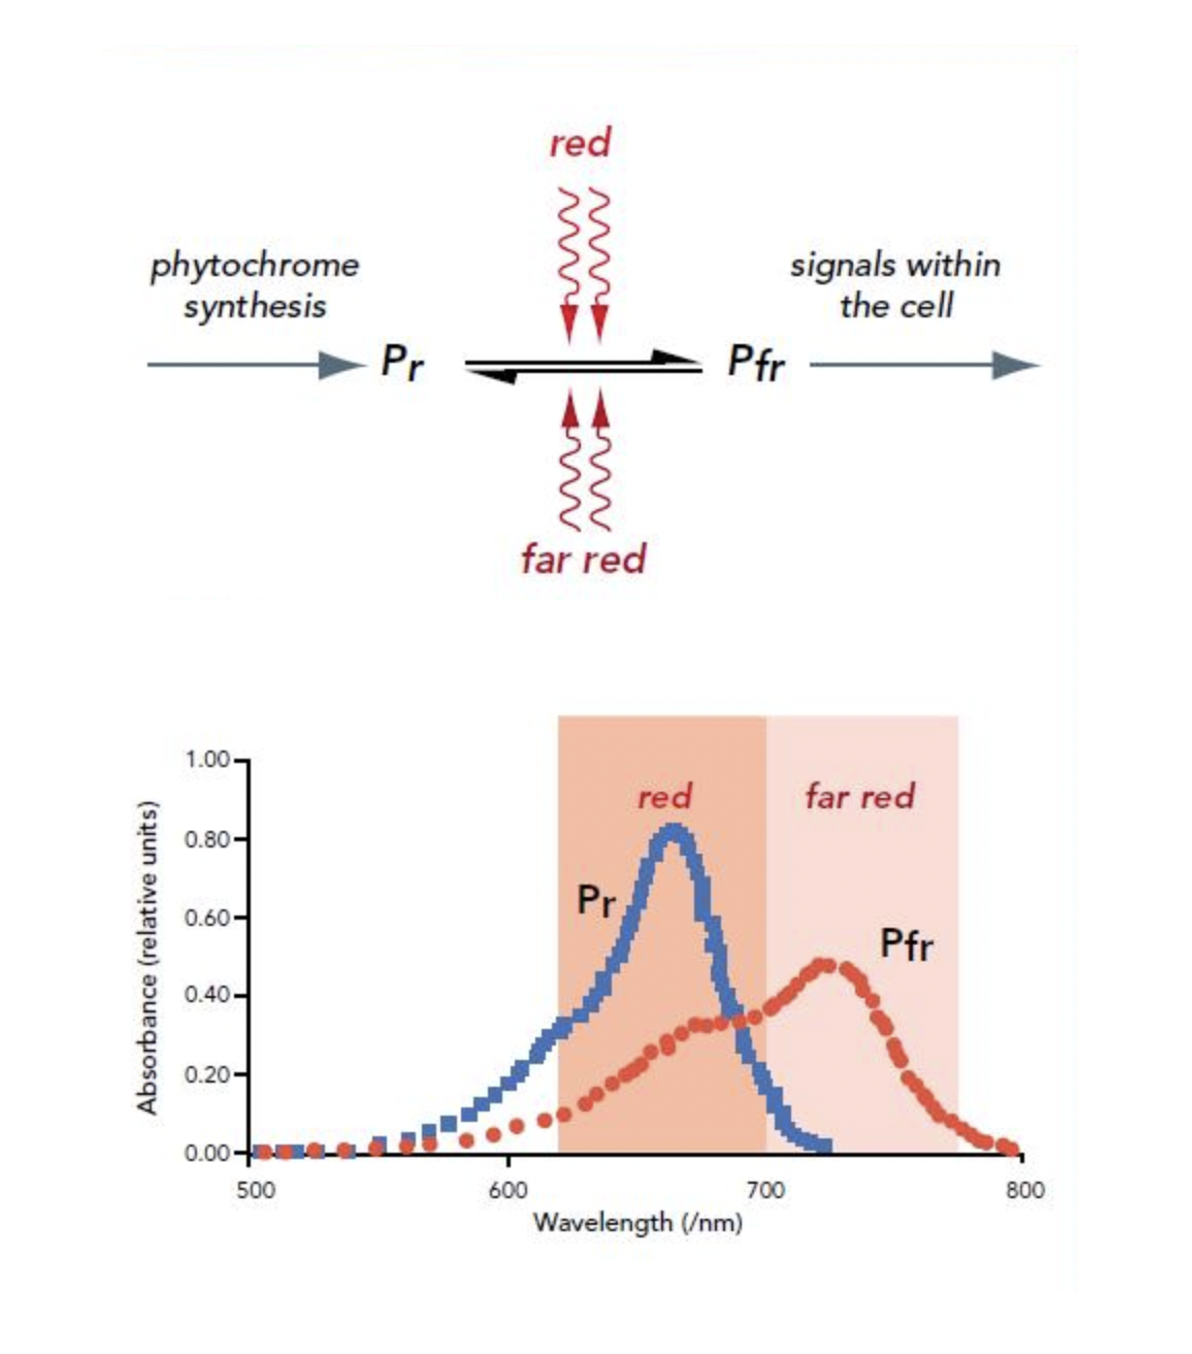 red
phytochrome
synthesis
signals within
the cell
Pr
Pfr
far red
1.00
0.80
0.60
0.40
0.20
0.00
Absorbance (relative units)
red
far red
Pr
Pfr
500
600
700
800
Wavelength (/nm)